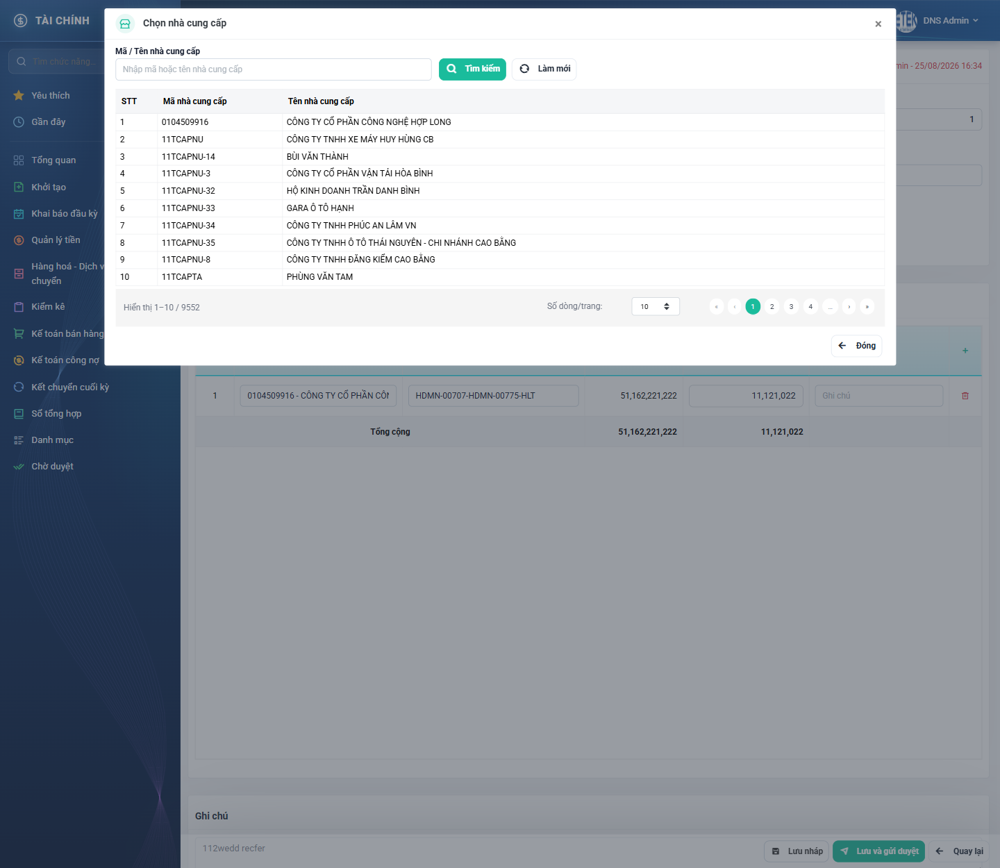 TÀI CHÍNH
DNS Admin
Tìm chức năng...
Yêu thích
Gần đây
Tổng quan
Khởi tạo
Khai báo đầu kỳ
Quản lý tiền
Hàng hoá - Dịch v
chuyển
Kiểm kê
Kế toán bán hàng
Kế toán công nợ
Kết chuyển cuối kỳ
Sổ tổng hợp
Danh mục
Chờ duyệt
min - 25/08/2026 16:34
1
Chọn nhà cung cấp
×
Mã / Tên nhà cung cấp
Nhập mã hoặc tên nhà cung cấp
Tìm kiếm
Làm mới
STT Mã nhà cung cấp Tên nhà cung cấp
1 0104509916 CÔNG TY CỔ PHẦN CÔNG NGHỆ HỢP LONG
2 11TCAPNU CÔNG TY TNHH XE MÁY HUY HÙNG CB
3 11TCAPNU-14 BÙI VĂN THÀNH
4 11TCAPNU-3 CÔNG TY CỔ PHẦN VẬN TẢI HÒA BÌNH
5 11TCAPNU-32 HỘ KINH DOANH TRẦN DANH BÌNH
6 11TCAPNU-33 GARA Ô TÔ HẠNH
7 11TCAPNU-34 CÔNG TY TNHH PHÚC AN LÂM VN
8 11TCAPNU-35 CÔNG TY TNHH Ô TÔ THÁI NGUYÊN - CHI NHÁNH CAO BẰNG
9 11TCAPNU-8 CÔNG TY TNHH ĐĂNG KIỂM CAO BẰNG
10 11TCAPTA PHÙNG VĂN TAM
Hiển thị 1–10 / 9552
Số dòng/trang: 10
« ‹ 1 2 3 4 ... › »
Đóng
+
1 0104509916 - CÔNG TY CỔ PHẦN CÔN HDMN-00707-HDMN-00775-HLT 51,162,221,222 11,121,022 Ghi chú
Tổng cộng 51,162,221,222 11,121,022
Ghi chú
112wedd recfer
Lưu nháp
Lưu và gửi duyệt
Quay lại